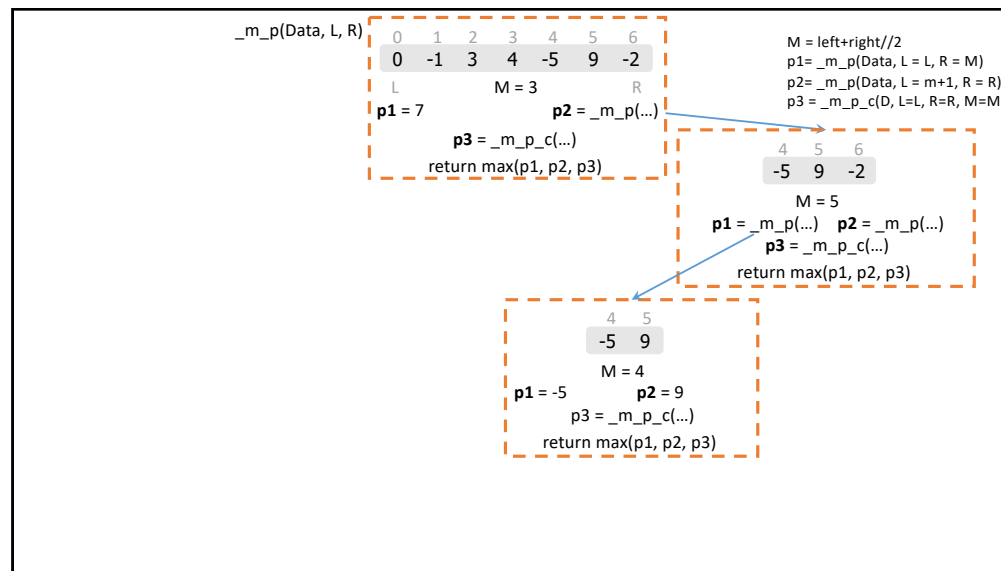 _m_p(Data, L, R)
0 1 2 3 4 5 6
0 -1 3 4 -5 9 -2
L M = 3 R
p1 = 7 p2 = _m_p(…)
p3 = _m_p_c(…)
return max(p1, p2, p3)
M = left+right//2
p1= _m_p(Data, L = L, R = M)
p2= _m_p(Data, L = m+1, R = R)
p3 = _m_p_c(D, L=L, R=R, M=M
4 5 6
-5 9 -2
M = 5
p1 = _m_p(…) p2 = _m_p(…)
p3 = _m_p_c(…)
return max(p1, p2, p3)
4 5
-5 9
M = 4
p1 = -5 p2 = 9
p3 = _m_p_c(…)
return max(p1, p2, p3)